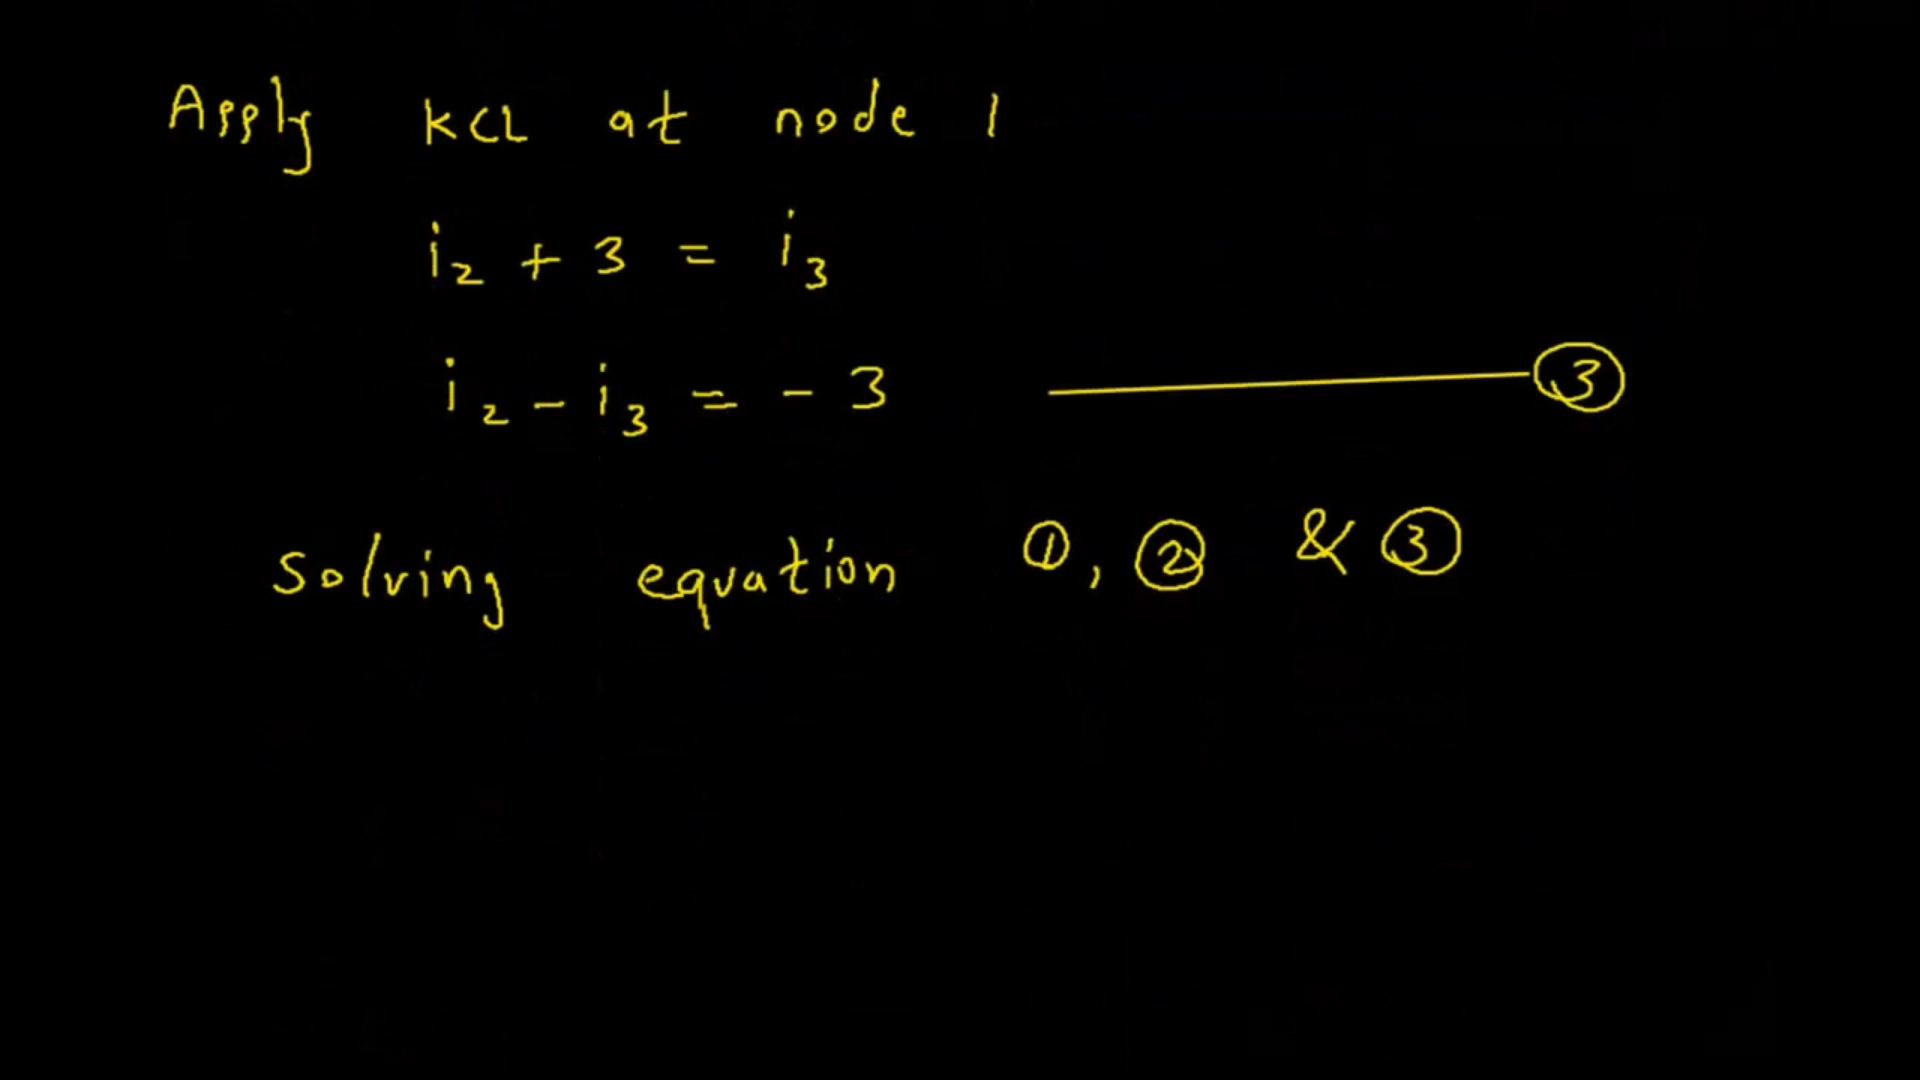 Apply KCL at node 1
i₂ + 3 = i₃
i₂ - i₃ = - 3 ——— ③
solving equation ①, ② & ③